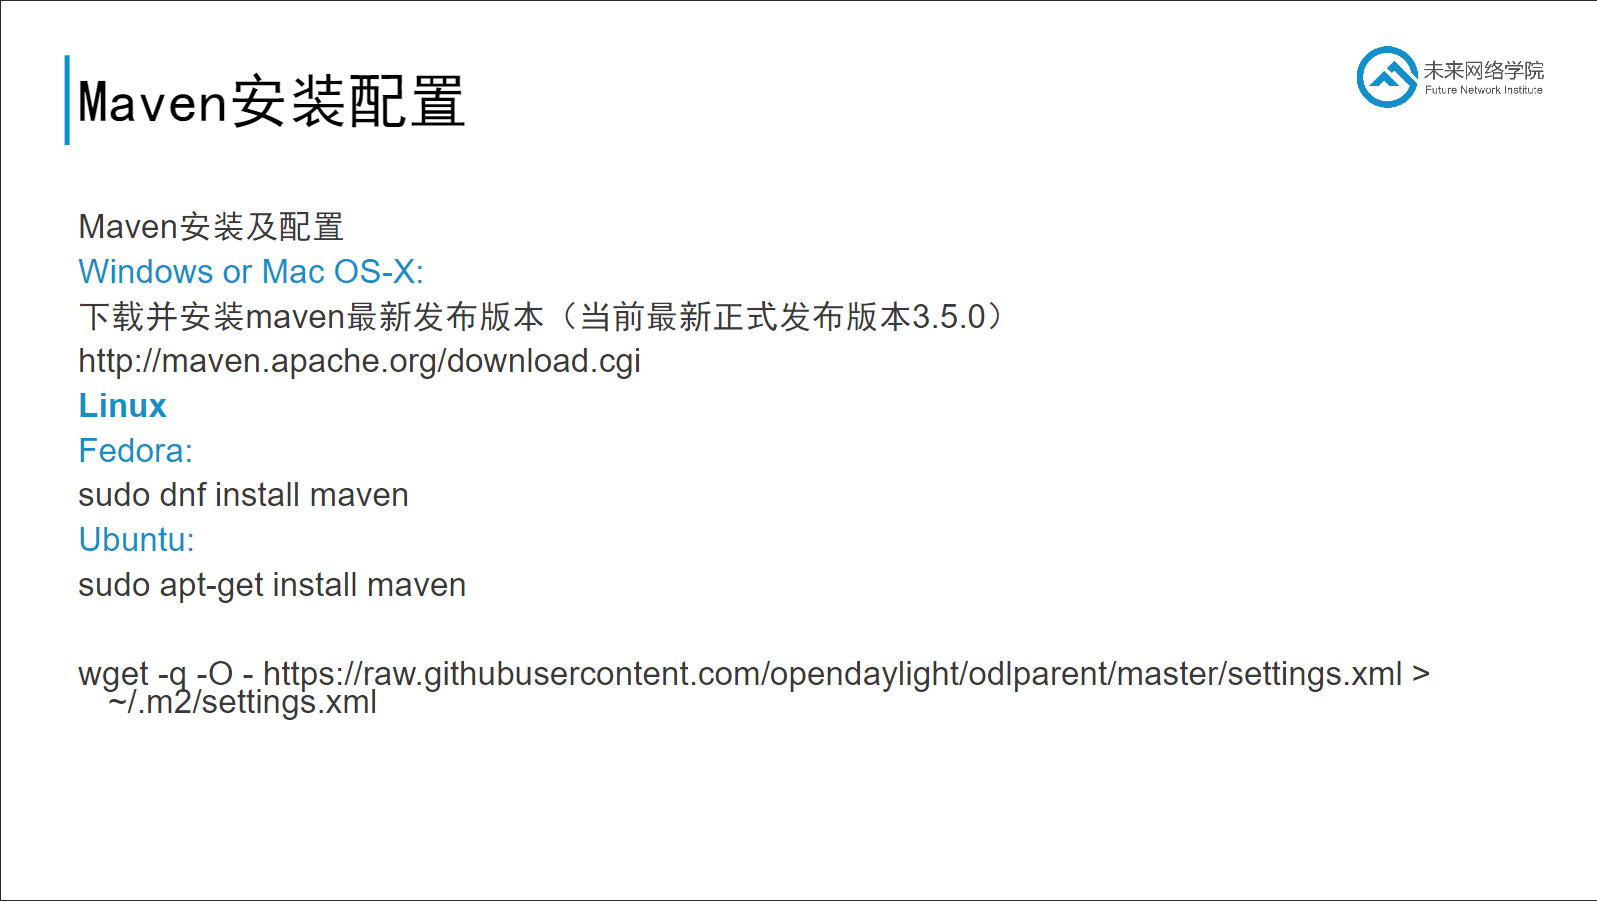 Maven安装配置
未来网络学院
Future Network Institute
Maven安装及配置
Windows or Mac OS-X:
下载并安装maven最新发布版本（当前最新正式发布版本3.5.0）
http://maven.apache.org/download.cgi
Linux
Fedora:
sudo dnf install maven
Ubuntu:
sudo apt-get install maven
wget -q -O - https://raw.githubusercontent.com/opendaylight/odlparent/master/settings.xml >
~/.m2/settings.xml